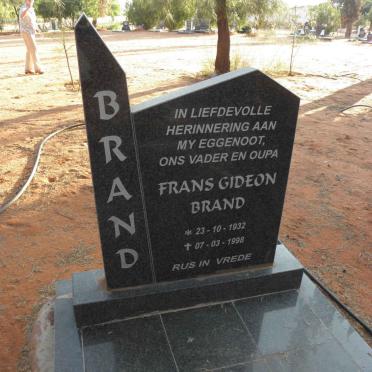 BRAND
IN LIEFDEVOLLE
HERINNERING AAN
MY EGGENOOT,
ONS VADER EN OUPA
FRANS GIDEON
BRAND
* 23 - 10 - 1932
✝ 07 - 03 - 1998
RUS IN VREDE